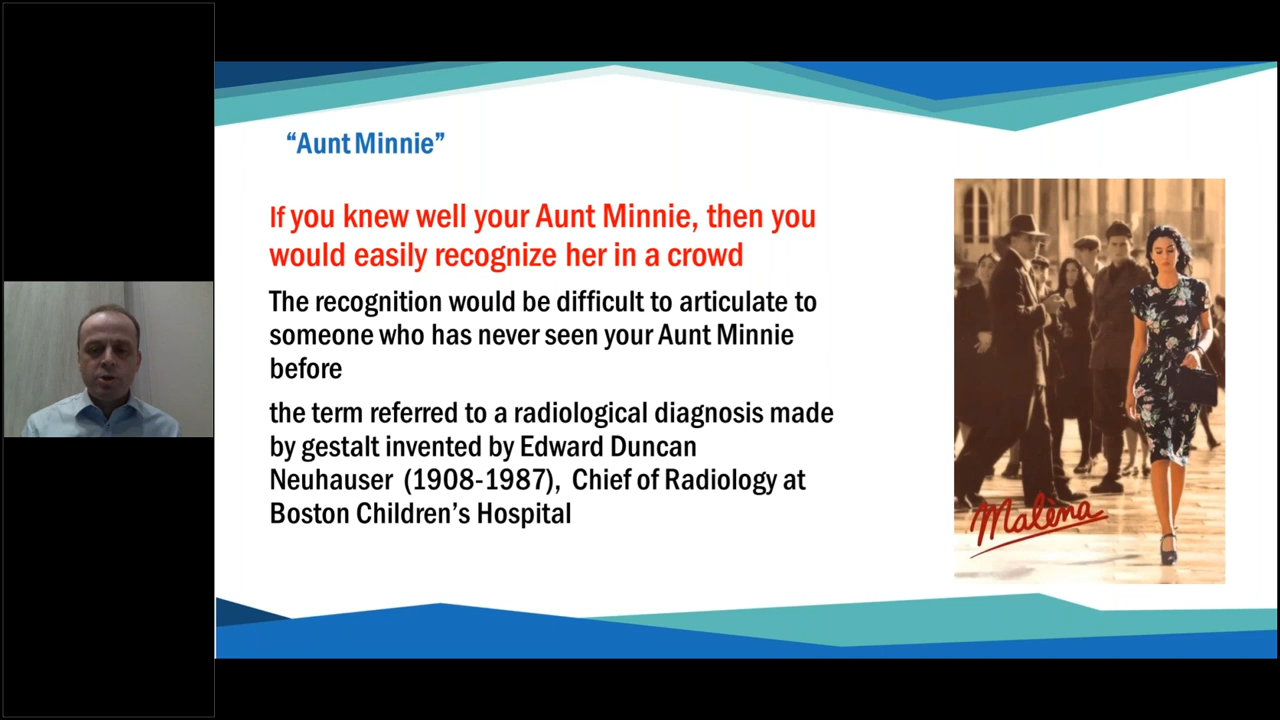 “Aunt Minnie”
If you knew well your Aunt Minnie, then you
would easily recognize her in a crowd
The recognition would be difficult to articulate to
someone who has never seen your Aunt Minnie
before
the term referred to a radiological diagnosis made
by gestalt invented by Edward Duncan
Neuhauser (1908-1987), Chief of Radiology at
Boston Children’s Hospital
Malèna